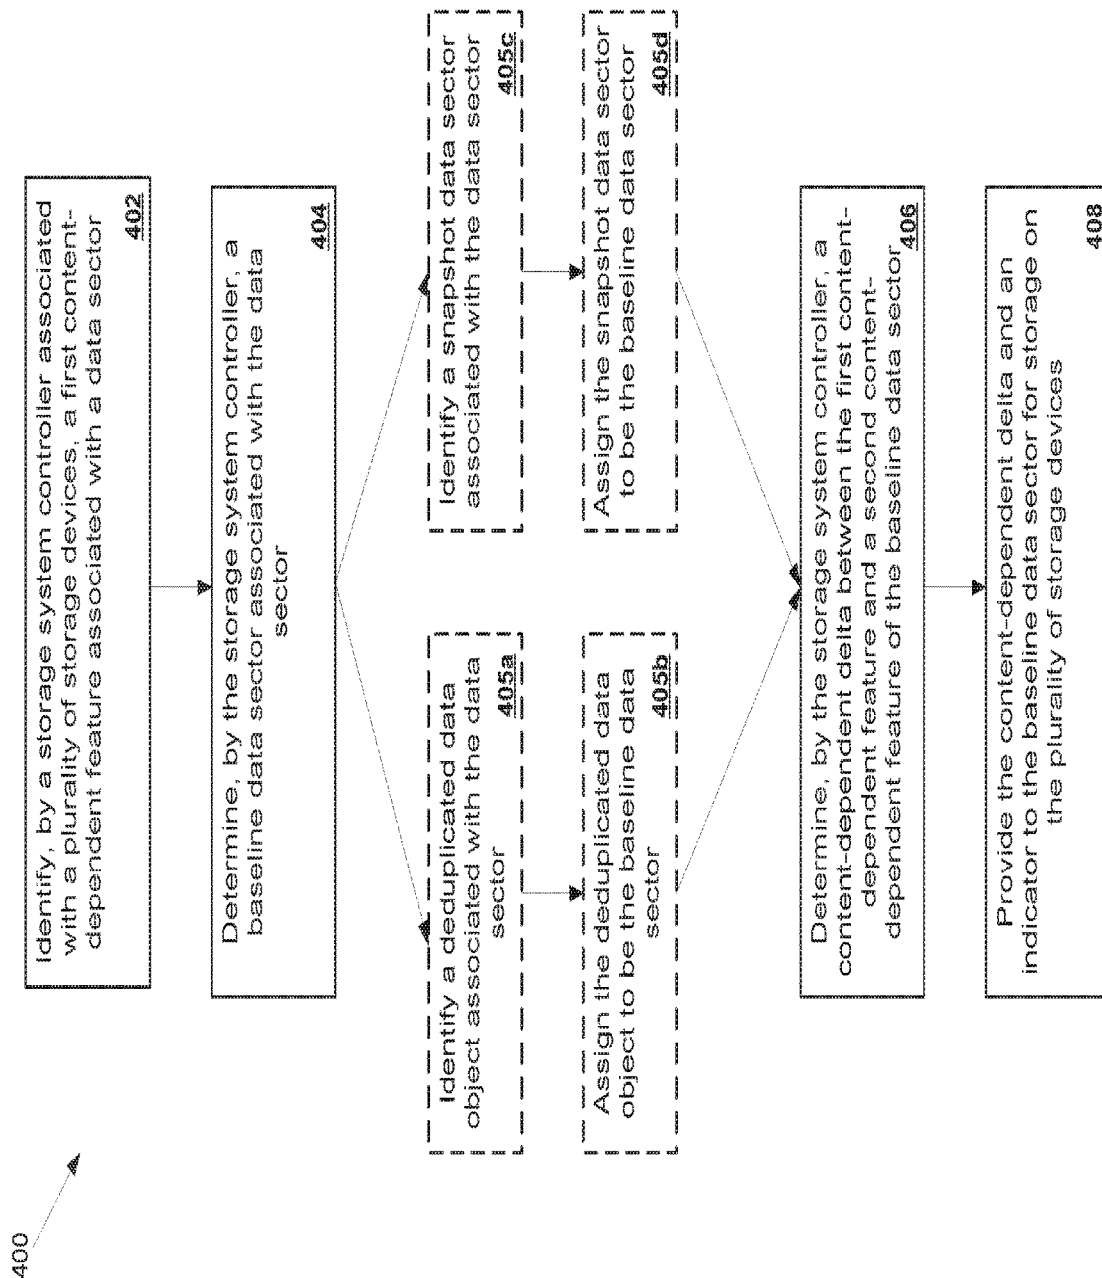 400
Identify, by a storage system controller associated
with a plurality of storage devices, a first content-
dependent feature associated with a data sector
402
Determine, by the storage system controller, a
baseline data sector associated with the data
sector
404
Identify a deduplicated data
object associated with the data
sector
405a
Assign the deduplicated data
object to be the baseline data
sector
405b
Identify a snapshot data sector
associated with the data sector
405c
Assign the snapshot data sector
to be the baseline data sector
405d
Determine, by the storage system controller, a
content-dependent delta between the first content-
dependent feature and a second content-
dependent feature of the baseline data sector
406
Provide the content-dependent delta and an
indicator to the baseline data sector for storage on
the plurality of storage devices
408